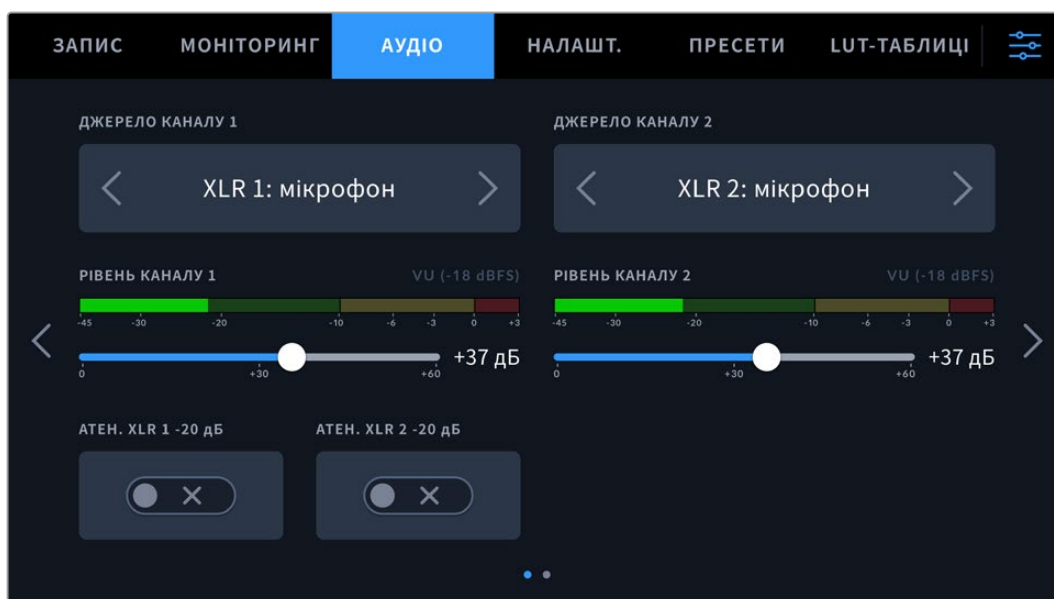 ЗАПИС МОНІТОРИНГ АУДІО НАЛАШТ. ПРЕСЕТИ LUT-ТАБЛИЦІ
ДЖЕРЕЛО КАНАЛУ 1 ДЖЕРЕЛО КАНАЛУ 2
XLR 1: мікрофон XLR 2: мікрофон
РІВЕНЬ КАНАЛУ 1 VU (-18 dBFS) РІВЕНЬ КАНАЛУ 2 VU (-18 dBFS)
-45 -30 -20 -10 -6 -3 0 +3 -45 -30 -20 -10 -6 -3 0 +3
+37 дБ +37 дБ
0 +30 +60 0 +30 +60
АТЕН. XLR 1 -20 дБ АТЕН. XLR 2 -20 дБ